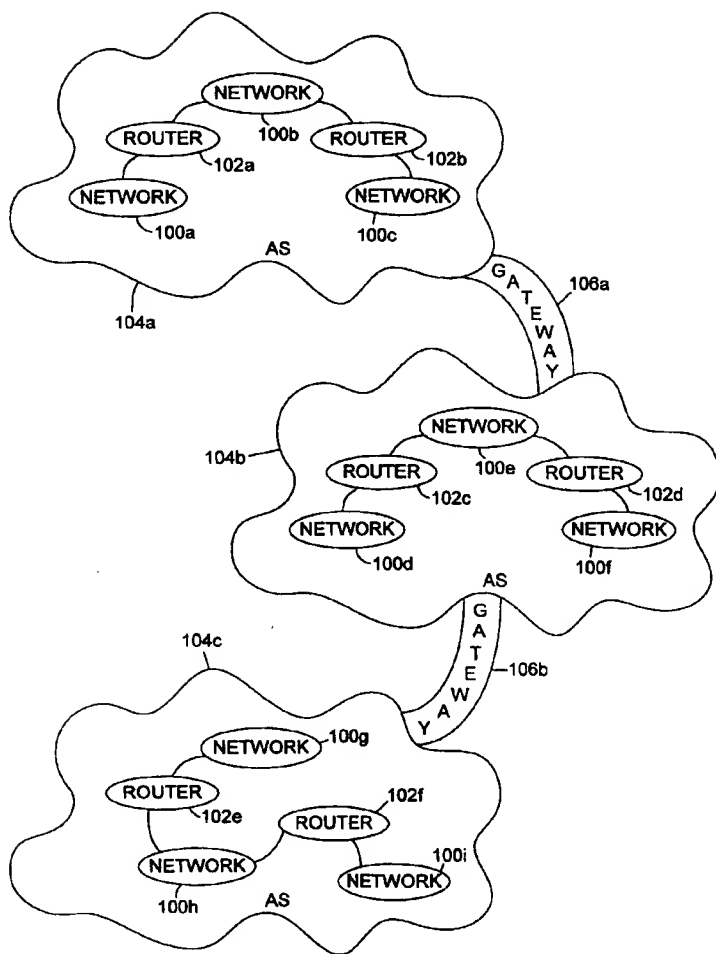 NETWORK
100b
ROUTER
102a
ROUTER
102b
NETWORK
100a
NETWORK
100c
AS
104a
GATEWAY
106a
NETWORK
100e
104b
ROUTER
102c
ROUTER
102d
NETWORK
100d
NETWORK
100f
AS
GATEWAY
106b
104c
NETWORK
100g
ROUTER
102e
ROUTER
102f
NETWORK
100h
NETWORK
100i
AS